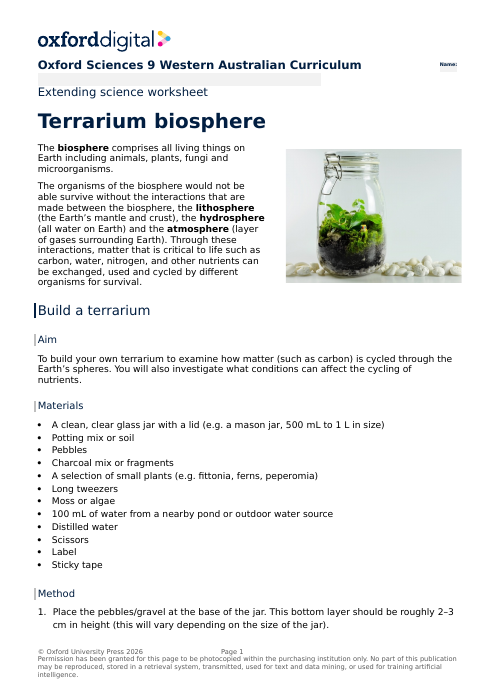 oxforddigital
Oxford Sciences 9 Western Australian Curriculum
Name:
Extending science worksheet
Terrarium biosphere
The biosphere comprises all living things on
Earth including animals, plants, fungi and
microorganisms.
The organisms of the biosphere would not be
able survive without the interactions that are
made between the biosphere, the lithosphere
(the Earth’s mantle and crust), the hydrosphere
(all water on Earth) and the atmosphere (layer
of gases surrounding Earth). Through these
interactions, matter that is critical to life such as
carbon, water, nitrogen, and other nutrients can
be exchanged, used and cycled by different
organisms for survival.
Build a terrarium
Aim
To build your own terrarium to examine how matter (such as carbon) is cycled through the
Earth’s spheres. You will also investigate what conditions can affect the cycling of
nutrients.
Materials
• A clean, clear glass jar with a lid (e.g. a mason jar, 500 mL to 1 L in size)
• Potting mix or soil
• Pebbles
• Charcoal mix or fragments
• A selection of small plants (e.g. fittonia, ferns, peperomia)
• Long tweezers
• Moss or algae
• 100 mL of water from a nearby pond or outdoor water source
• Distilled water
• Scissors
• Label
• Sticky tape
Method
1. Place the pebbles/gravel at the base of the jar. This bottom layer should be roughly 2–3
cm in height (this will vary depending on the size of the jar).
© Oxford University Press 2026 Page 1
Permission has been granted for this page to be photocopied within the purchasing institution only. No part of this publication
may be reproduced, stored in a retrieval system, transmitted, used for text and data mining, or used for training artificial
intelligence.